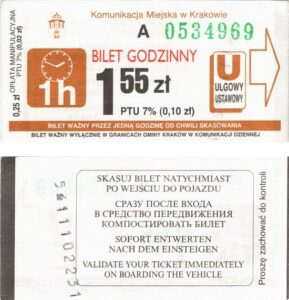 Komunikacja Miejska w Krakowie
A 0534969
OPŁATA MANIPULACYJNA
PTU 7% (0,02 zł)
0,25 zł
BILET GODZINNY
1h
1 55 zł
PTU 7% (0,10 zł)
U
ULGOWY
USTAWOWY
BILET WAŻNY PRZEZ JEDNĄ GODZINĘ OD CHWILI SKASOWANIA
BILET WAŻNY WYŁĄCZNIE W GRANICACH GMINY KRAKÓW W KOMUNIKACJI DZIENNEJ
SKASUJ BILET NATYCHMIAST
PO WEJŚCIU DO POJAZDU
СРАЗУ ПОСЛЕ ВХОДА
В СРЕДСТВО ПЕРЕДВИЖЕНИЯ
КОМПОСТИРОВАТЬ БИЛЕТ
SOFORT ENTWERTEN
NACH DEM EINSTEIGEN
VALIDATE YOUR TICKET IMMEDIATELY
ON BOARDING THE VEHICLE
Proszę zachować do kontroli